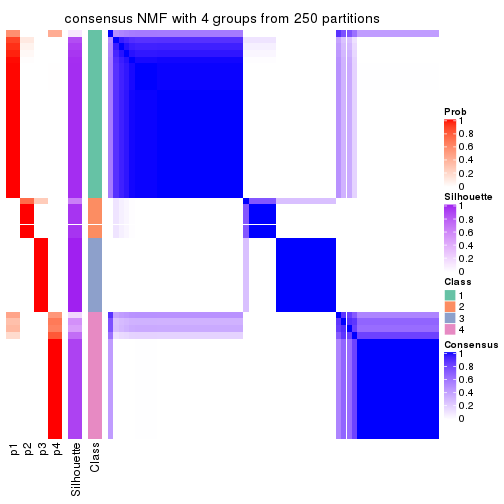 consensus NMF with 4 groups from 250 partitions
Prob
1
0.8
0.6
0.4
0.2
0
Silhouette
1
0.8
0.6
0.4
0.2
0
Class
1
2
3
4
Consensus
1
0.8
0.6
0.4
0.2
0
p1
p2
p3
p4
Silhouette
Class